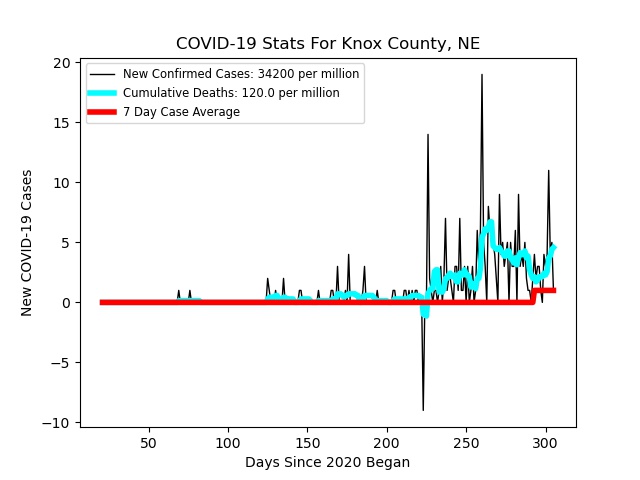 COVID-19 Stats For Knox County, NE
New Confirmed Cases: 34200 per million
Cumulative Deaths: 120.0 per million
7 Day Case Average
New COVID-19 Cases
20
15
10
5
0
−5
−10
50 100 150 200 250 300
Days Since 2020 Began